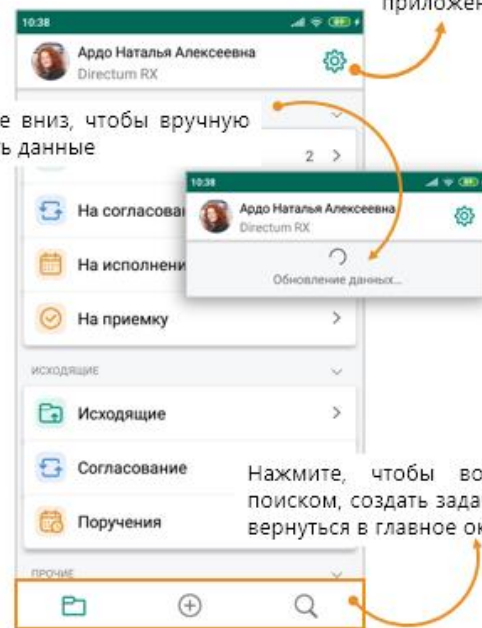 приложен
10:38
Ардо Наталья Алексеевна
Directum RX
е вниз, чтобы вручную
ь данные
2
10:38
На согласова
Ардо Наталья Алексеевна
Directum RX
На исполнени
Обновление данных...
На приемку
ИСХОДЯЩИЕ
Исходящие
Согласование
Нажмите, чтобы во
поиском, создать зада
Поручения
вернуться в главное ок
ПРОЧИЕ